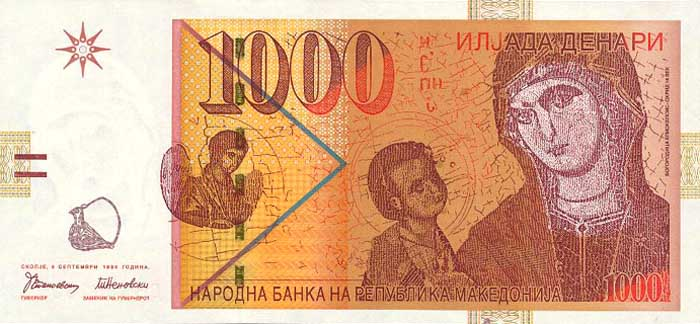 1000
ИЛЈАДА ДЕНАРИ
СКОПЈЕ, 8 СЕПТЕМВРИ 1996 ГОДИНА.
ГУВЕРНЕР
ЗАМЕНИК НА ГУВЕРНЕРОТ
НАРОДНА БАНКА НА РЕПУБЛИКА МАКЕДОНИЈА
1000